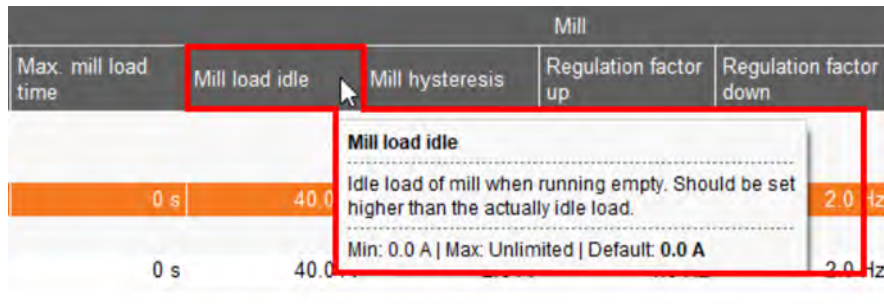 Mill
Max. mill load time
Mill load idle
Mill hysteresis
Regulation factor up
Regulation factor down
Mill load idle
Idle load of mill when running empty. Should be set
higher than the actually idle load.
Min: 0.0 A | Max: Unlimited | Default: 0.0 A
0 s 40.0 2.0 Hz
0 s 40.0 2.0 Hz